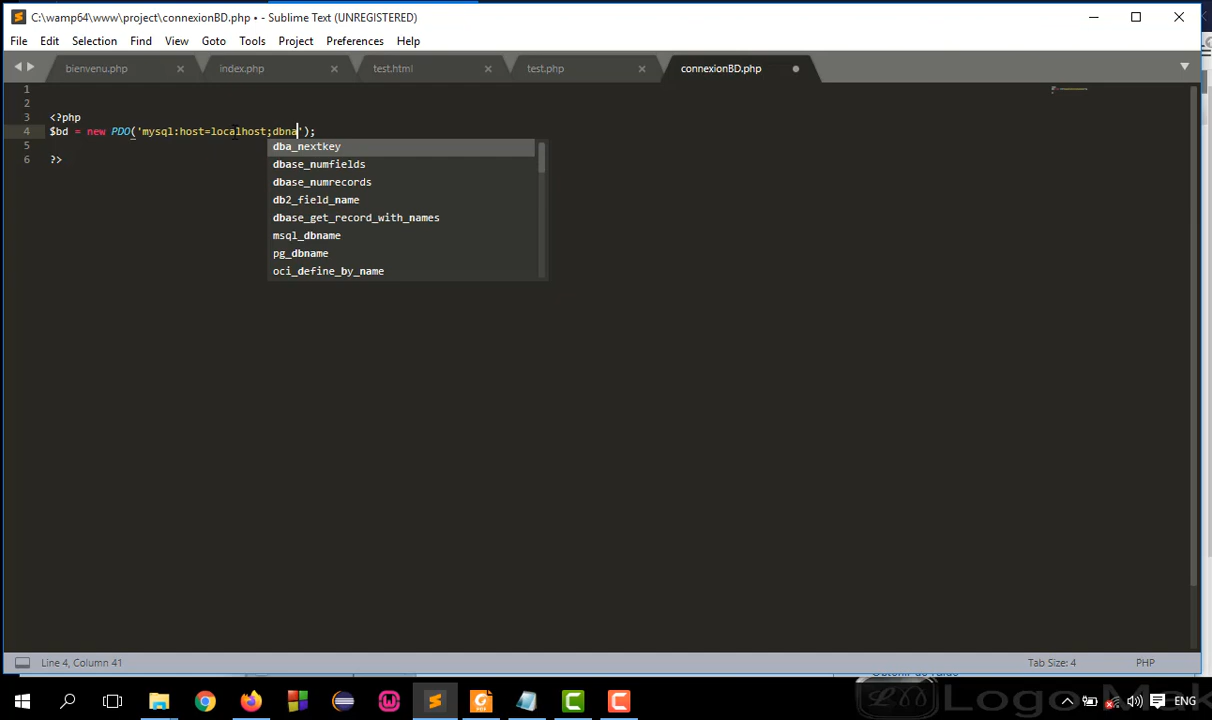 C:\wamp64\www\project\connexionBD.php • - Sublime Text (UNREGISTERED)
File Edit Selection Find View Goto Tools Project Preferences Help
bienvenu.php index.php test.html test.php connexionBD.php
1
2
3 <?php
4 $bd = new PDO('mysql:host=localhost;dbna');
5
6 ?>
dba_nextkey
dbase_numfields
dbase_numrecords
db2_field_name
dbase_get_record_with_names
msql_dbname
pg_dbname
oci_define_by_name
Line 4, Column 41 Tab Size: 4 PHP
ENG